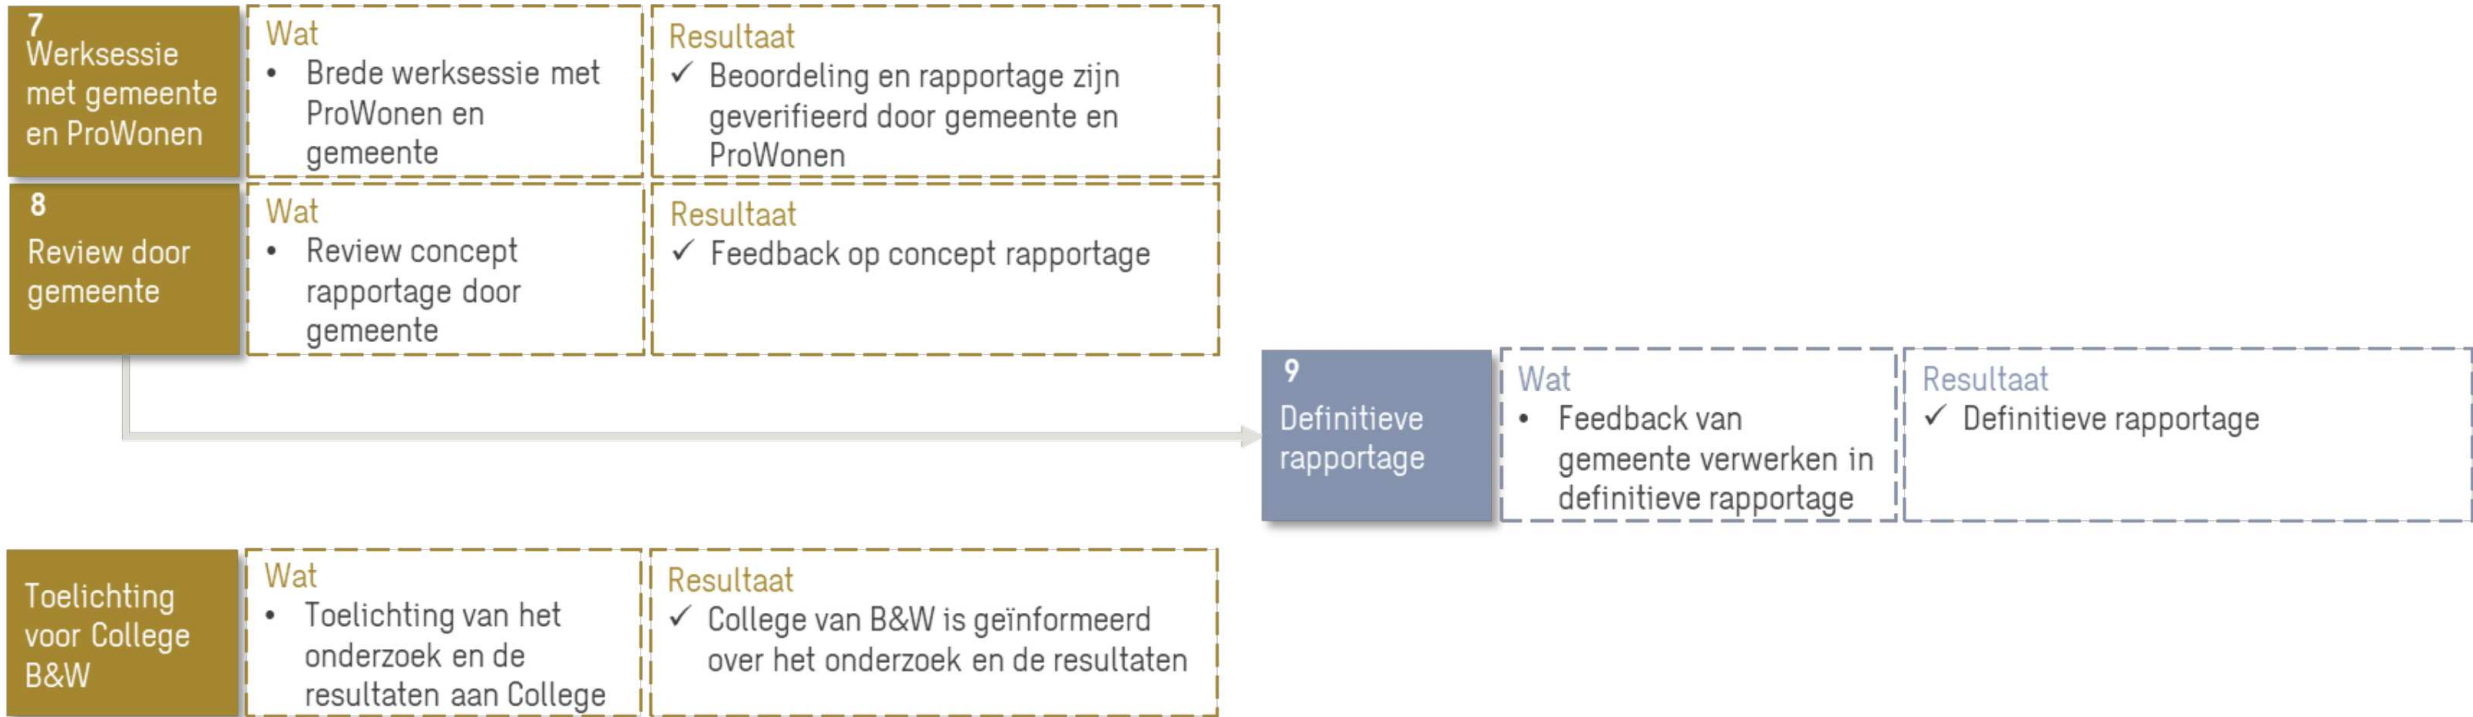 7
Werksessie
met gemeente
en ProWonen
Wat
• Brede werksessie met
ProWonen en
gemeente
Resultaat
✓ Beoordeling en rapportage zijn
geverifieerd door gemeente en
ProWonen
8
Review door
gemeente
Wat
• Review concept
rapportage door
gemeente
Resultaat
✓ Feedback op concept rapportage
9
Definitieve
rapportage
Wat
• Feedback van
gemeente verwerken in
definitieve rapportage
Resultaat
✓ Definitieve rapportage
Toelichting
voor College
B&W
Wat
• Toelichting van het
onderzoek en de
resultaten aan College
Resultaat
✓ College van B&W is geïnformeerd
over het onderzoek en de resultaten